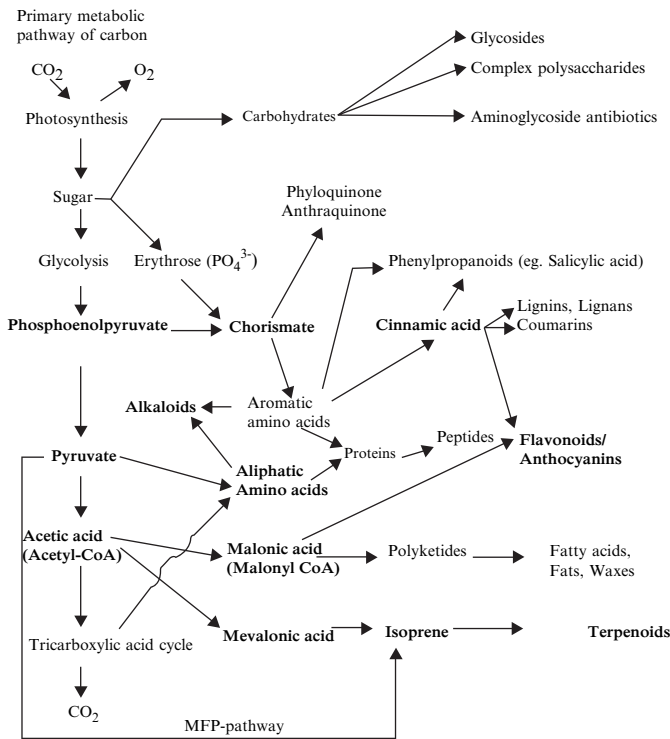 Primary metabolic
pathway of carbon
CO2 O2
Photosynthesis
Glycosides
Complex polysaccharides
Carbohydrates
Aminoglycoside antibiotics
Sugar
Phyloquinone
Anthraquinone
Glycolysis
Erythrose (PO4 3-)
Phenylpropanoids (eg. Salicylic acid)
Phosphoenolpyruvate
Chorismate
Cinnamic acid
Lignins, Lignans
Coumarins
Alkaloids
Aromatic
amino acids
Pyruvate
Aliphatic
Amino acids
Proteins
Peptides
Flavonoids/
Anthocyanins
Acetic acid
(Acetyl-CoA)
Malonic acid
(Malonyl CoA)
Polyketides
Fatty acids,
Fats, Waxes
Tricarboxylic acid cycle
Mevalonic acid
Isoprene
Terpenoids
CO2
MFP-pathway